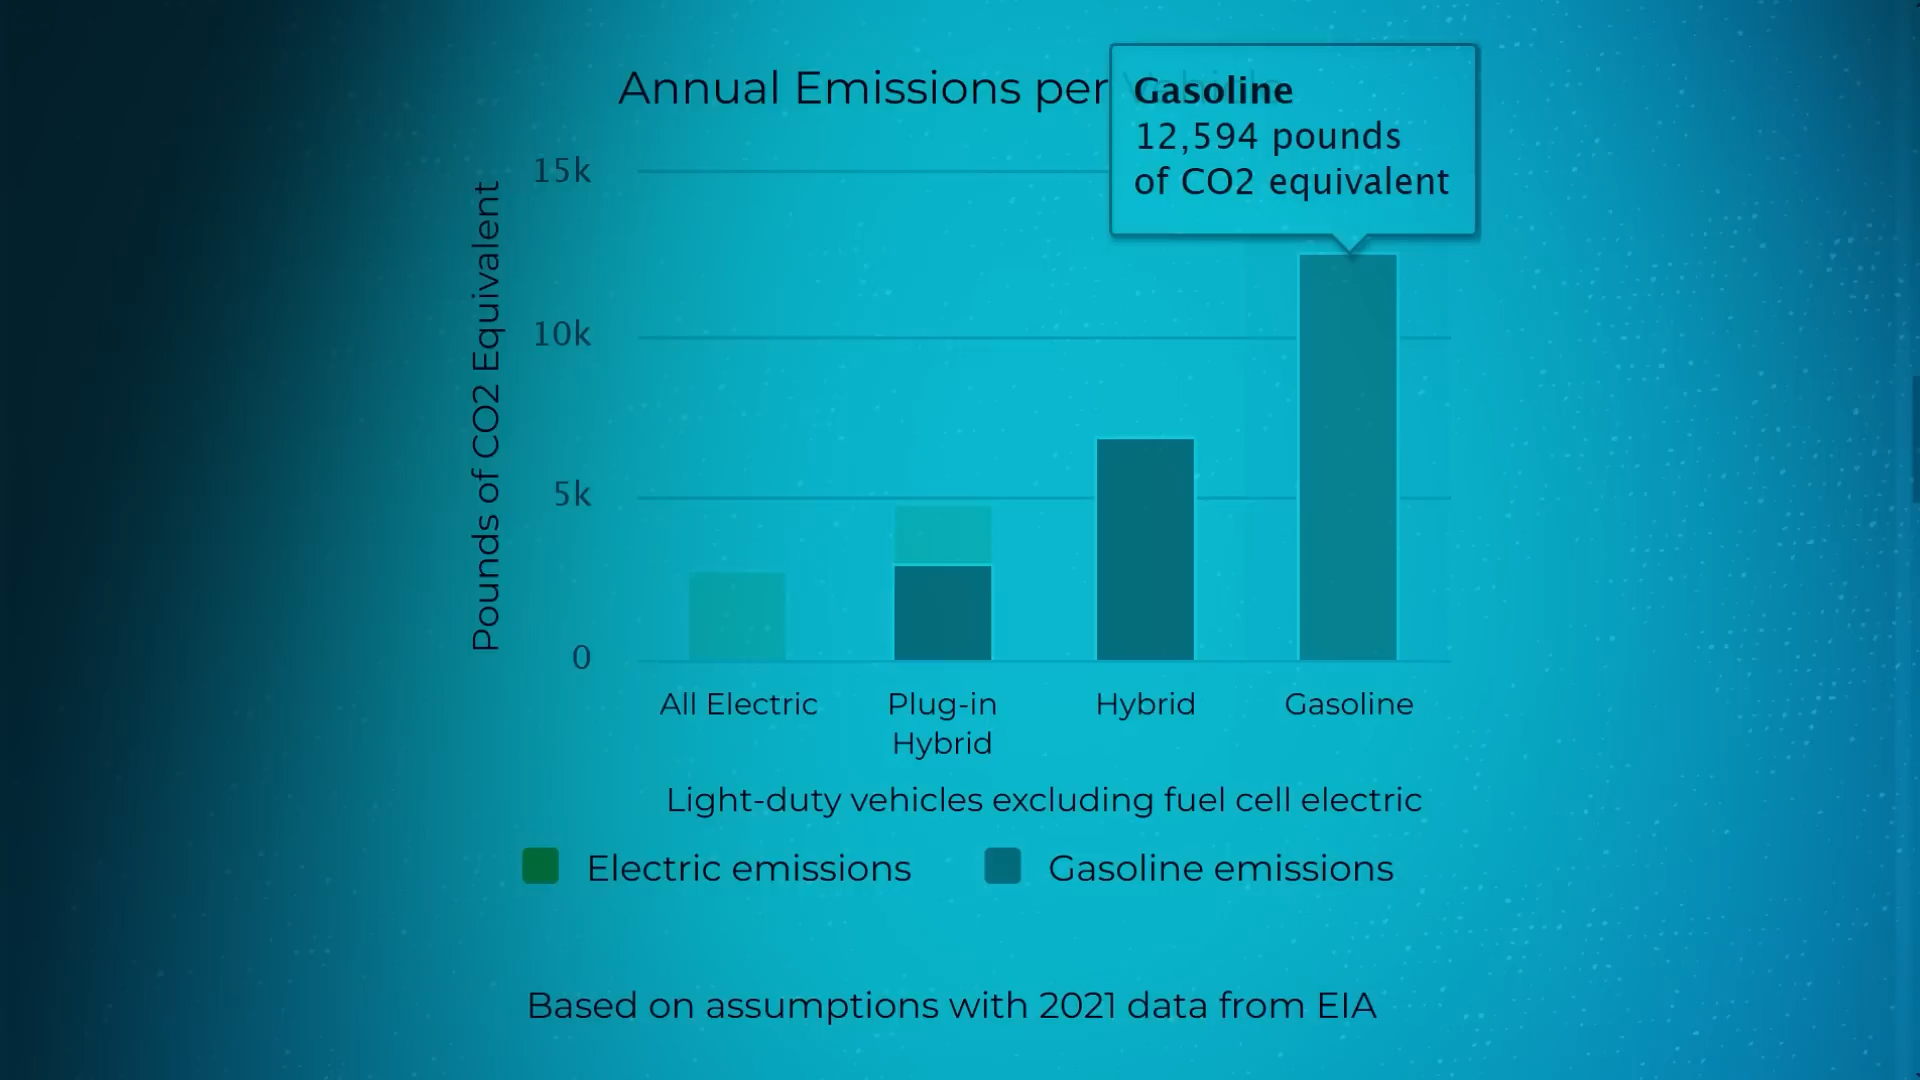 Annual Emissions per Vehicle
Gasoline
12,594 pounds
of CO2 equivalent
Pounds of CO2 Equivalent
15k
10k
5k
0
All Electric
Plug-in
Hybrid
Hybrid
Gasoline
Light-duty vehicles excluding fuel cell electric
Electric emissions
Gasoline emissions
Based on assumptions with 2021 data from EIA